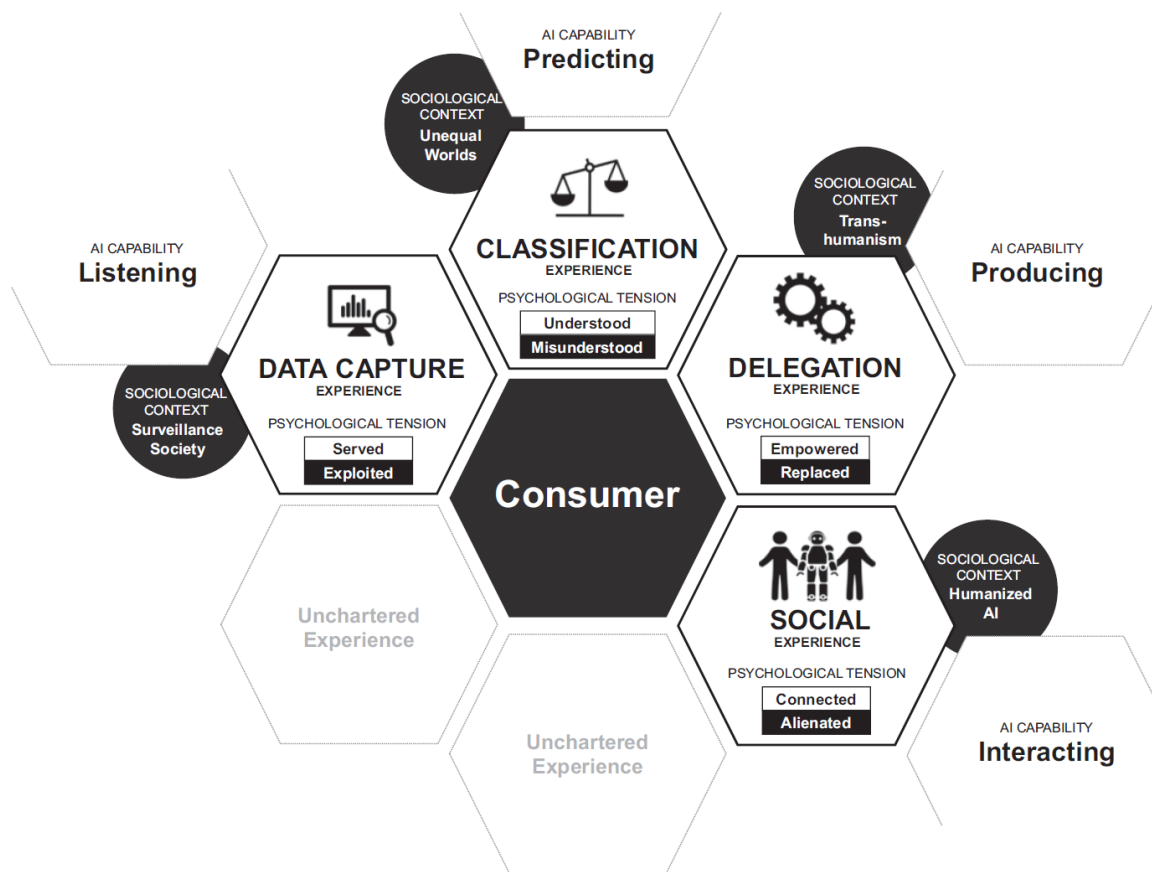 AI CAPABILITY
Predicting
SOCIOLOGICAL
CONTEXT
Unequal
Worlds
CLASSIFICATION
EXPERIENCE
PSYCHOLOGICAL TENSION
Understood
Misunderstood
AI CAPABILITY
Listening
SOCIOLOGICAL
CONTEXT
Surveillance
Society
DATA CAPTURE
EXPERIENCE
PSYCHOLOGICAL TENSION
Served
Exploited
SOCIOLOGICAL
CONTEXT
Trans-
humanism
AI CAPABILITY
Producing
DELEGATION
EXPERIENCE
PSYCHOLOGICAL TENSION
Empowered
Replaced
Consumer
SOCIOLOGICAL
CONTEXT
Humanized
AI
SOCIAL
EXPERIENCE
PSYCHOLOGICAL TENSION
Connected
Alienated
AI CAPABILITY
Interacting
Unchartered
Experience
Unchartered
Experience